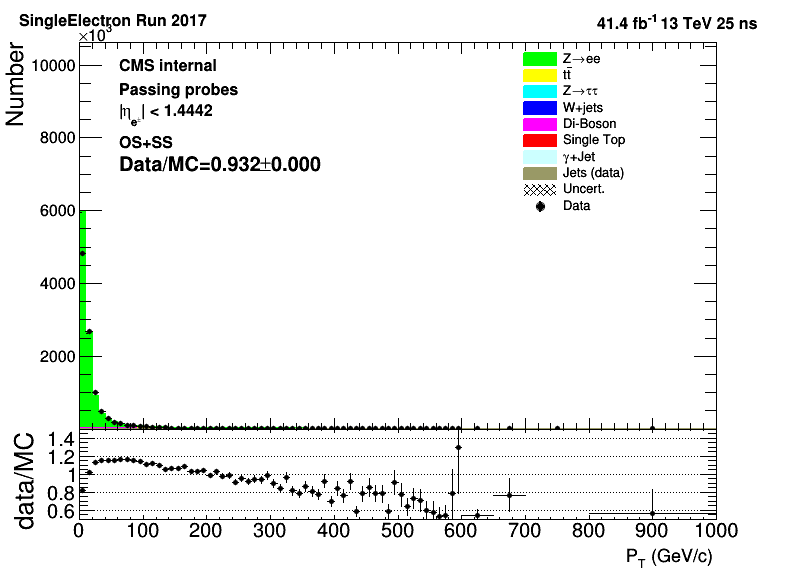 SingleElectron Run 2017
41.4 fb⁻¹ 13 TeV 25 ns
×10³
Number
10000
8000
6000
4000
2000
CMS internal
Passing probes
|η_e±| < 1.4442
OS+SS
Data/MC=0.932±0.000
Z→ee
tt̄
Z→ττ
W+jets
Di-Boson
Single Top
γ+Jet
Jets (data)
Uncert.
Data
data/MC
1.4
1.2
1
0.8
0.6
0 100 200 300 400 500 600 700 800 900 1000
P_T (GeV/c)